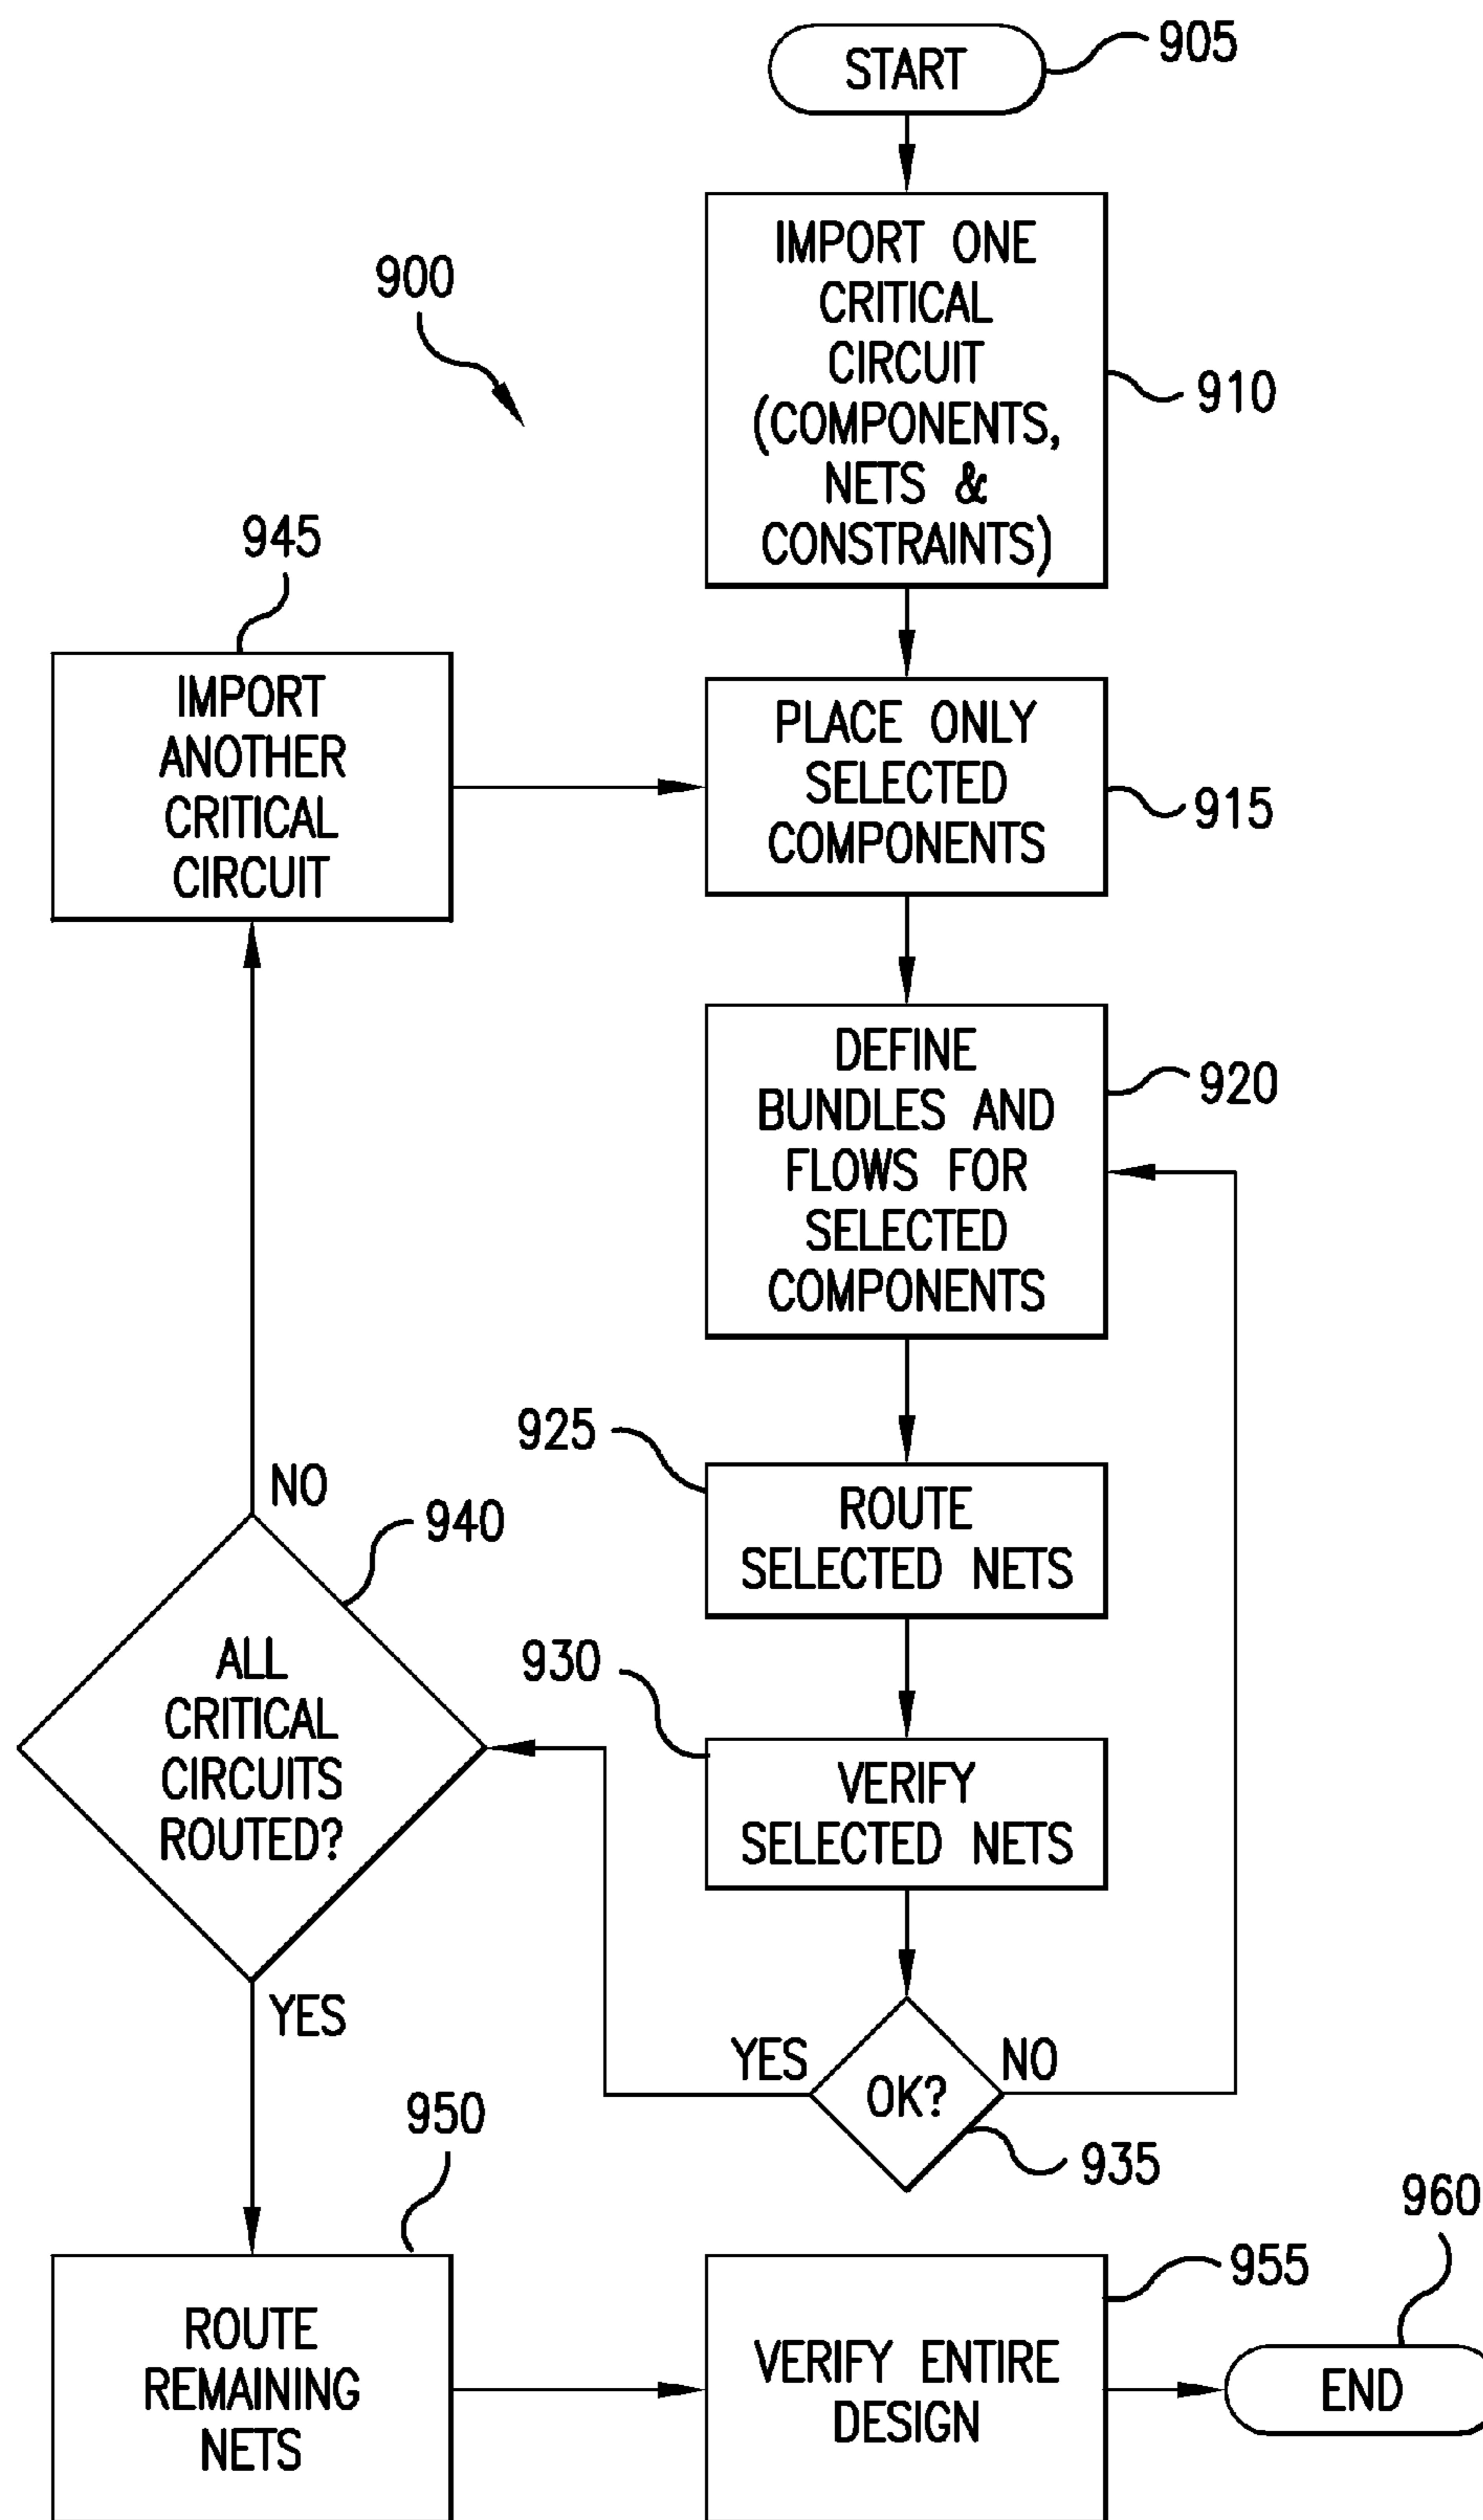 START
905
IMPORT ONE
CRITICAL
CIRCUIT
(COMPONENTS,
NETS &
CONSTRAINTS)
910
900
945
IMPORT
ANOTHER
CRITICAL
CIRCUIT
PLACE ONLY
SELECTED
COMPONENTS
915
DEFINE
BUNDLES AND
FLOWS FOR
SELECTED
COMPONENTS
920
925
ROUTE
SELECTED NETS
NO
940
ALL
CRITICAL
CIRCUITS
ROUTED?
930
VERIFY
SELECTED NETS
YES
YES
OK?
NO
935
950
ROUTE
REMAINING
NETS
VERIFY ENTIRE
DESIGN
955
960
END